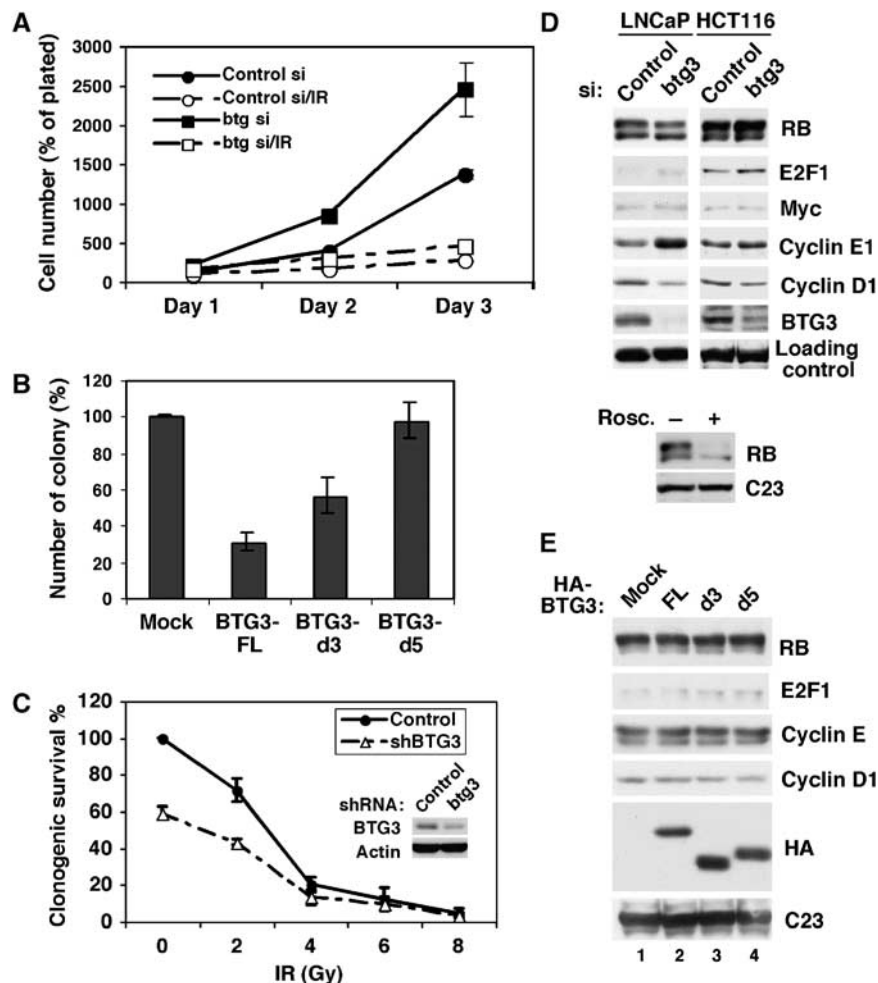 A
Cell number (% of plated)
3000
2500
2000
1500
1000
500
0
Control si
Control si/IR
btg si
btg si/IR
Day 1 Day 2 Day 3
B
Number of colony (%)
120
100
80
60
40
20
0
Mock BTG3-FL BTG3-d3 BTG3-d5
C
Clonogenic survival %
120
100
80
60
40
20
0
Control
shBTG3
shRNA: Control btg3
BTG3
Actin
0 2 4 6 8
IR (Gy)
D
LNCaP HCT116
si: Control btg3 Control btg3
RB
E2F1
Myc
Cyclin E1
Cyclin D1
BTG3
Loading control
Rosc. – +
RB
C23
E
HA-BTG3: Mock FL d3 d5
RB
E2F1
Cyclin E
Cyclin D1
HA
C23
1 2 3 4